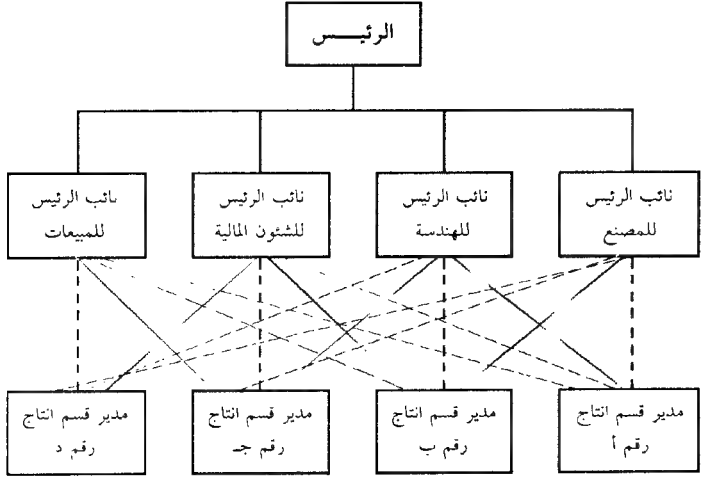 الرئيس
نائب الرئيس
للمصنع
نائب الرئيس
للهندسة
نائب الرئيس
للشئون المالية
نائب الرئيس
للمبيعات
مدير قسم انتاج
رقم أ
مدير قسم انتاج
رقم ب
مدير قسم انتاج
رقم جـ
مدير قسم انتاج
رقم د